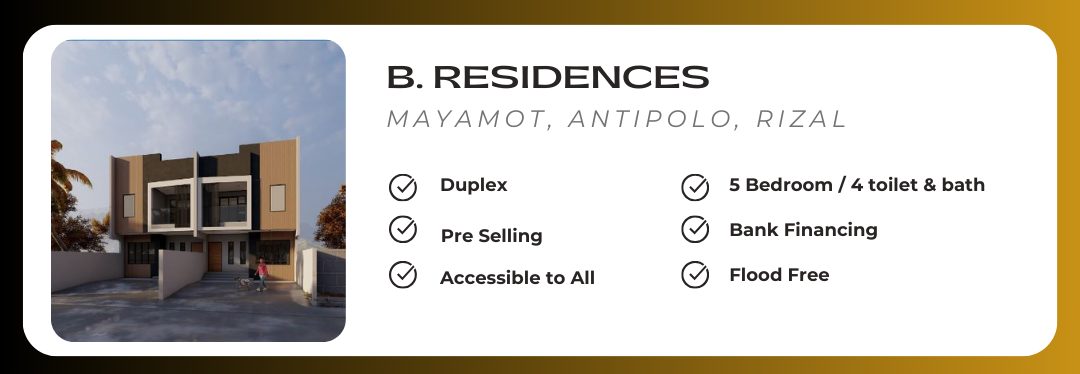 B. RESIDENCES
MAYAMOT, ANTIPOLO, RIZAL
Duplex
Pre Selling
Accessible to All
5 Bedroom / 4 toilet & bath
Bank Financing
Flood Free